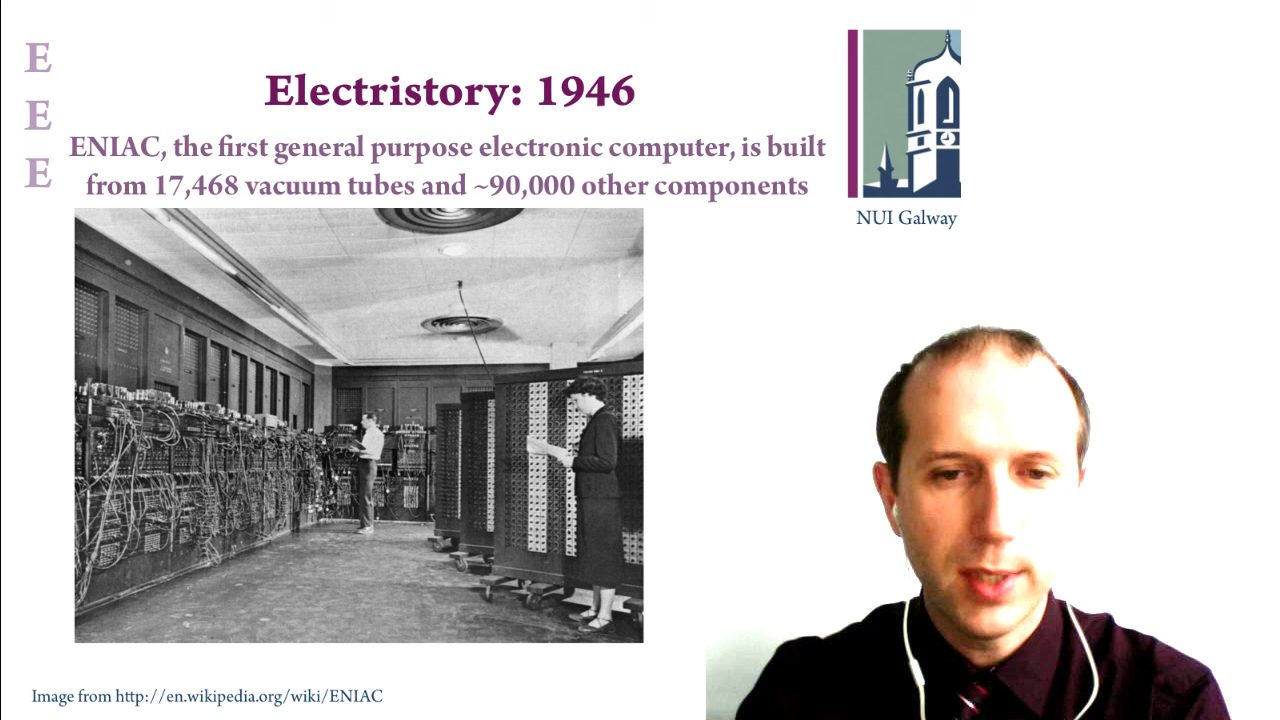 E
E
E
Electristory: 1946
ENIAC, the first general purpose electronic computer, is built
from 17,468 vacuum tubes and ~90,000 other components
NUI Galway
Image from http://en.wikipedia.org/wiki/ENIAC